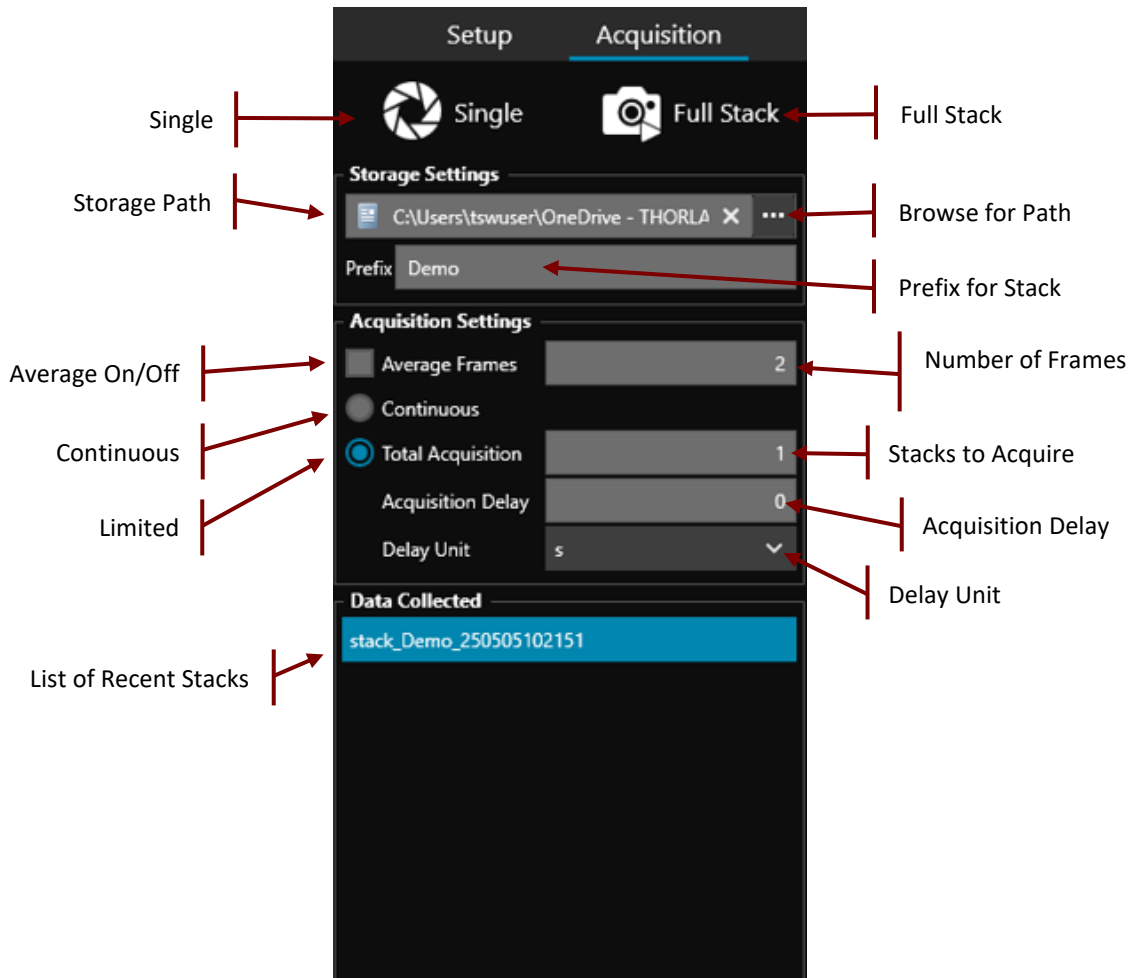 Setup Acquisition
Single Single Full Stack Full Stack
Storage Settings
Storage Path C:\Users\tswuser\OneDrive - THORLA Browse for Path
Prefix Demo
Prefix for Stack
Acquisition Settings
Average On/Off Average Frames 2 Number of Frames
Continuous
Continuous Total Acquisition 1 Stacks to Acquire
Limited Acquisition Delay 0 Acquisition Delay
Delay Unit s
Delay Unit
Data Collected
stack_Demo_250505102151
List of Recent Stacks